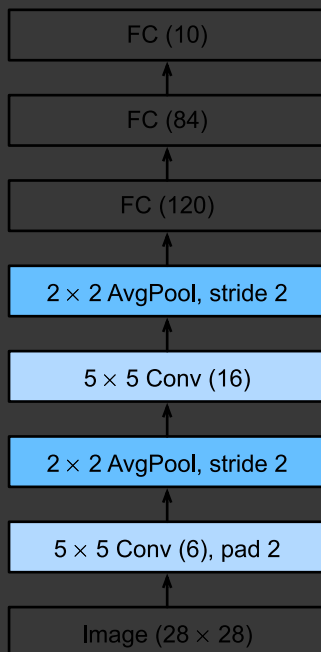 FC (10)
FC (84)
FC (120)
2 × 2 AvgPool, stride 2
5 × 5 Conv (16)
2 × 2 AvgPool, stride 2
5 × 5 Conv (6), pad 2
Image (28 × 28)